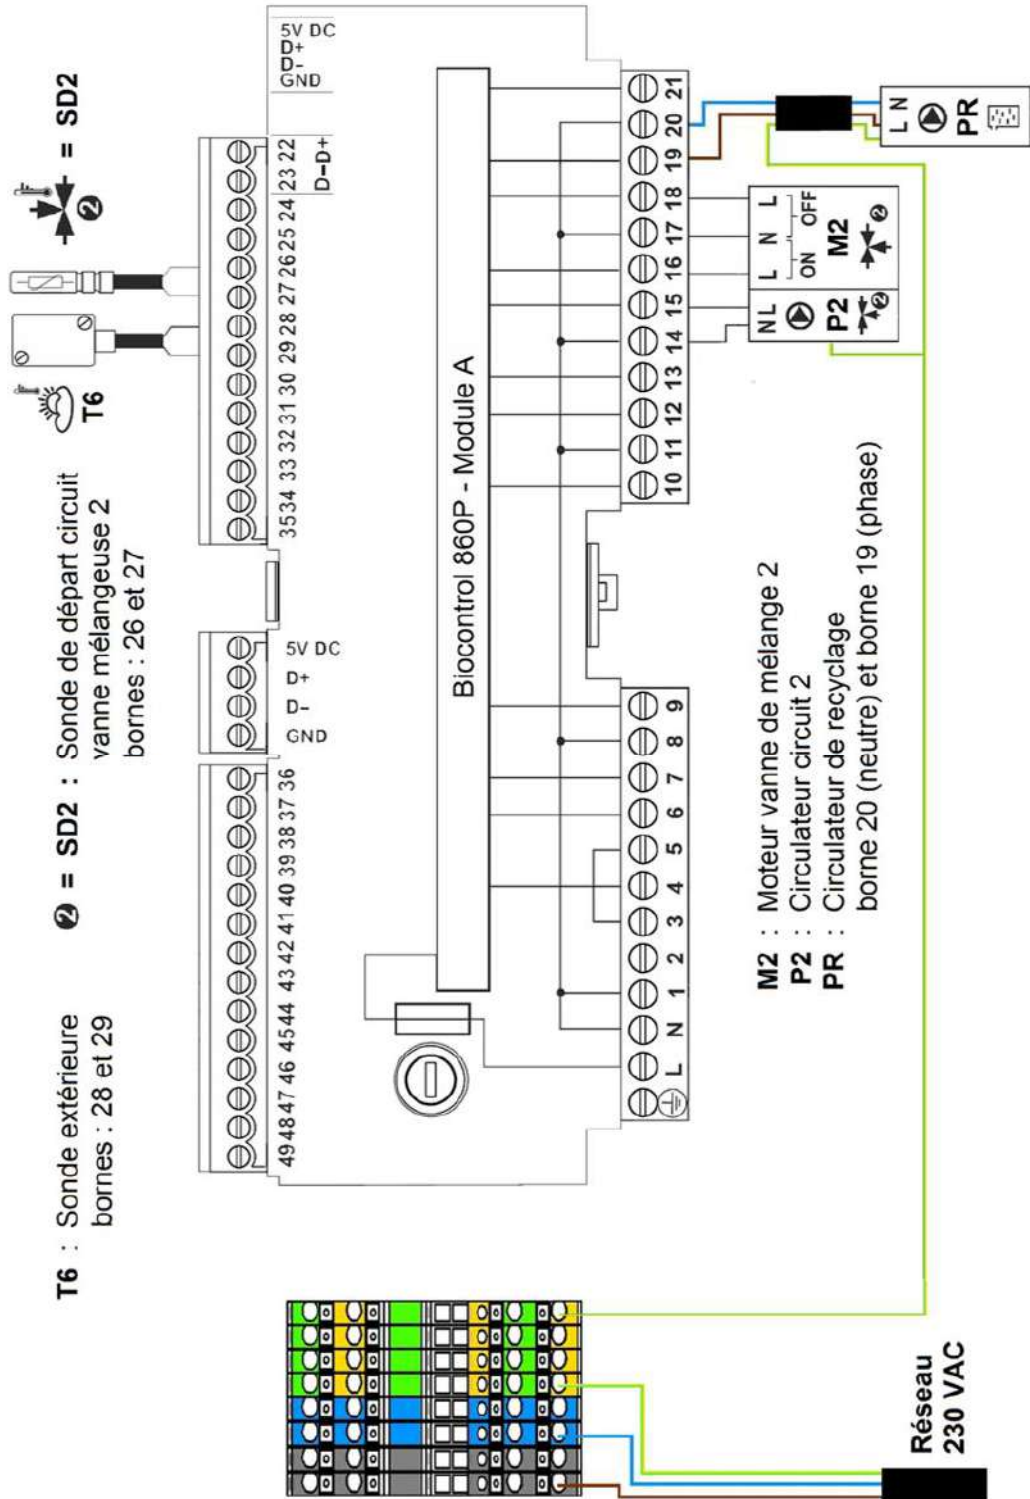 T6 : Sonde extérieure
bornes : 28 et 29
❷ = SD2 : Sonde de départ circuit
vanne mélangeuse 2
bornes : 26 et 27
T6
❷ = SD2
49 48 47 46 45 44 43 42 41 40 39 38 37 36
GND
D-
D+
5V DC
35 34 33 32 31 30 29 28 27 26 25 24 23 22
D- D+
5V DC
D+
D-
GND
Biocontrol 860P - Module A
L N 1 2 3 4 5 6 7 8 9
10 11 12 13 14 15 16 17 18 19 20 21
N L
P2
❷
L N L
ON OFF
M2
❷
L N
PR
M2 : Moteur vanne de mélange 2
P2 : Circulateur circuit 2
PR : Circulateur de recyclage
borne 20 (neutre) et borne 19 (phase)
Réseau
230 VAC